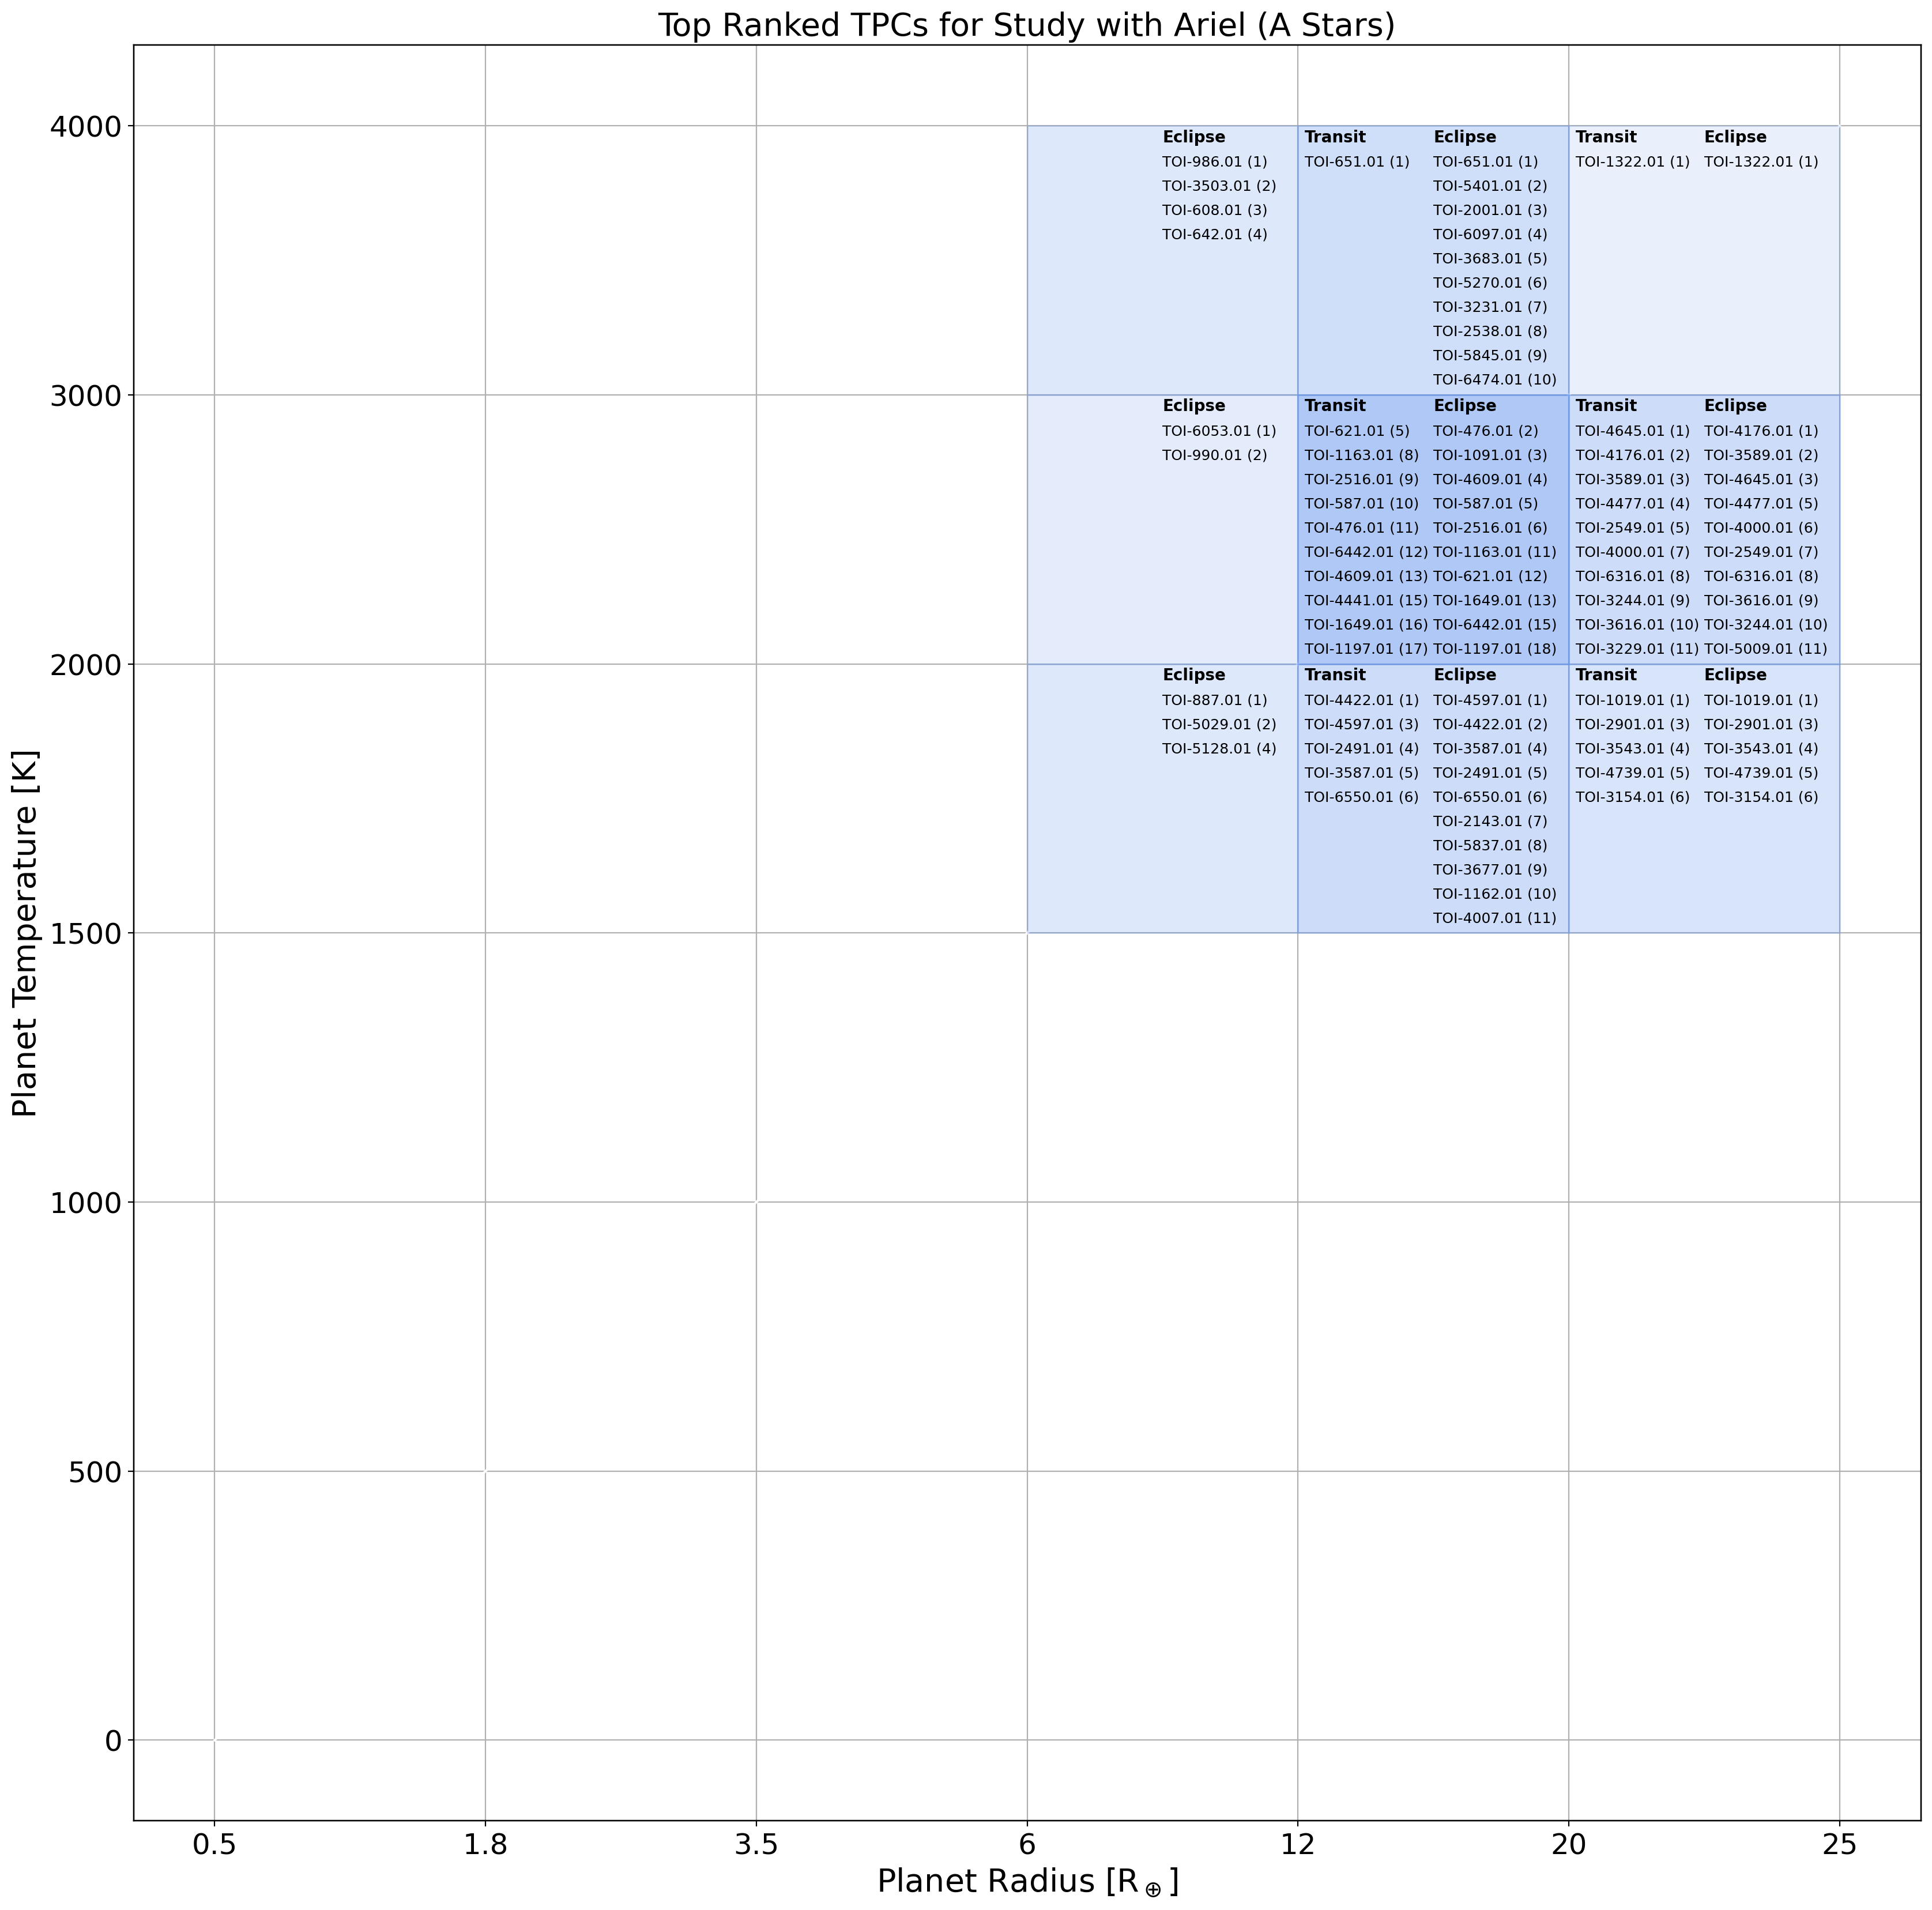 Top Ranked TPCs for Study with Ariel (A Stars)
Planet Temperature [K]
4000
3000
2000
1500
1000
500
0
Eclipse
TOI-986.01 (1)
TOI-3503.01 (2)
TOI-608.01 (3)
TOI-642.01 (4)
Transit
TOI-651.01 (1)
Eclipse
TOI-651.01 (1)
TOI-5401.01 (2)
TOI-2001.01 (3)
TOI-6097.01 (4)
TOI-3683.01 (5)
TOI-5270.01 (6)
TOI-3231.01 (7)
TOI-2538.01 (8)
TOI-5845.01 (9)
TOI-6474.01 (10)
Transit
TOI-1322.01 (1)
Eclipse
TOI-1322.01 (1)
Eclipse
TOI-6053.01 (1)
TOI-990.01 (2)
Transit
TOI-621.01 (5)
TOI-1163.01 (8)
TOI-2516.01 (9)
TOI-587.01 (10)
TOI-476.01 (11)
TOI-6442.01 (12)
TOI-4609.01 (13)
TOI-4441.01 (15)
TOI-1649.01 (16)
TOI-1197.01 (17)
Eclipse
TOI-476.01 (2)
TOI-1091.01 (3)
TOI-4609.01 (4)
TOI-587.01 (5)
TOI-2516.01 (6)
TOI-1163.01 (11)
TOI-621.01 (12)
TOI-1649.01 (13)
TOI-6442.01 (15)
TOI-1197.01 (18)
Transit
TOI-4645.01 (1)
TOI-4176.01 (2)
TOI-3589.01 (3)
TOI-4477.01 (4)
TOI-2549.01 (5)
TOI-4000.01 (7)
TOI-6316.01 (8)
TOI-3244.01 (9)
TOI-3616.01 (10)
TOI-3229.01 (11)
Eclipse
TOI-4176.01 (1)
TOI-3589.01 (2)
TOI-4645.01 (3)
TOI-4477.01 (5)
TOI-4000.01 (6)
TOI-2549.01 (7)
TOI-6316.01 (8)
TOI-3616.01 (9)
TOI-3244.01 (10)
TOI-5009.01 (11)
Eclipse
TOI-887.01 (1)
TOI-5029.01 (2)
TOI-5128.01 (4)
Transit
TOI-4422.01 (1)
TOI-4597.01 (3)
TOI-2491.01 (4)
TOI-3587.01 (5)
TOI-6550.01 (6)
Eclipse
TOI-4597.01 (1)
TOI-4422.01 (2)
TOI-3587.01 (4)
TOI-2491.01 (5)
TOI-6550.01 (6)
TOI-2143.01 (7)
TOI-5837.01 (8)
TOI-3677.01 (9)
TOI-1162.01 (10)
TOI-4007.01 (11)
Transit
TOI-1019.01 (1)
TOI-2901.01 (3)
TOI-3543.01 (4)
TOI-4739.01 (5)
TOI-3154.01 (6)
Eclipse
TOI-1019.01 (1)
TOI-2901.01 (3)
TOI-3543.01 (4)
TOI-4739.01 (5)
TOI-3154.01 (6)
0.5 1.8 3.5 6 12 20 25
Planet Radius [R⊕]